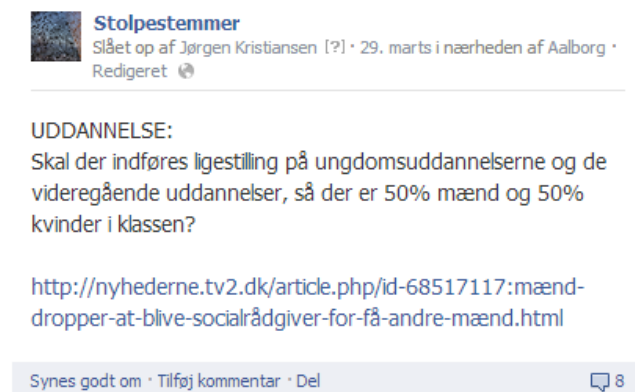 Stolpestemmer
Slået op af Jørgen Kristiansen [?] · 29. marts i nærheden af Aalborg ·
Redigeret
UDDANNELSE:
Skal der indføres ligestilling på ungdomsuddannelserne og de
videregående uddannelser, så der er 50% mænd og 50%
kvinder i klassen?
http://nyhederne.tv2.dk/article.php/id-68517117:mænd-
dropper-at-blive-socialrådgiver-for-få-andre-mænd.html
Synes godt om · Tilføj kommentar · Del 8